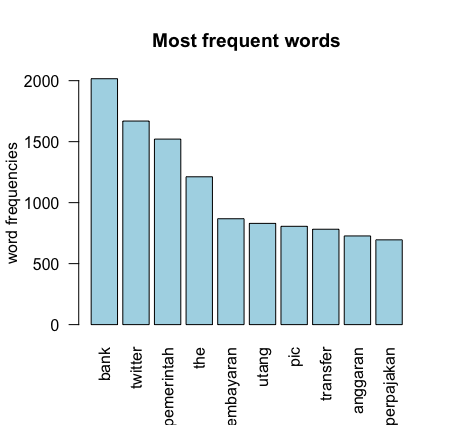 Most frequent words
word frequencies
2000
1500
1000
500
0
bank
twitter
pemerintah
the
embayaran
utang
pic
transfer
anggaran
perpajakan